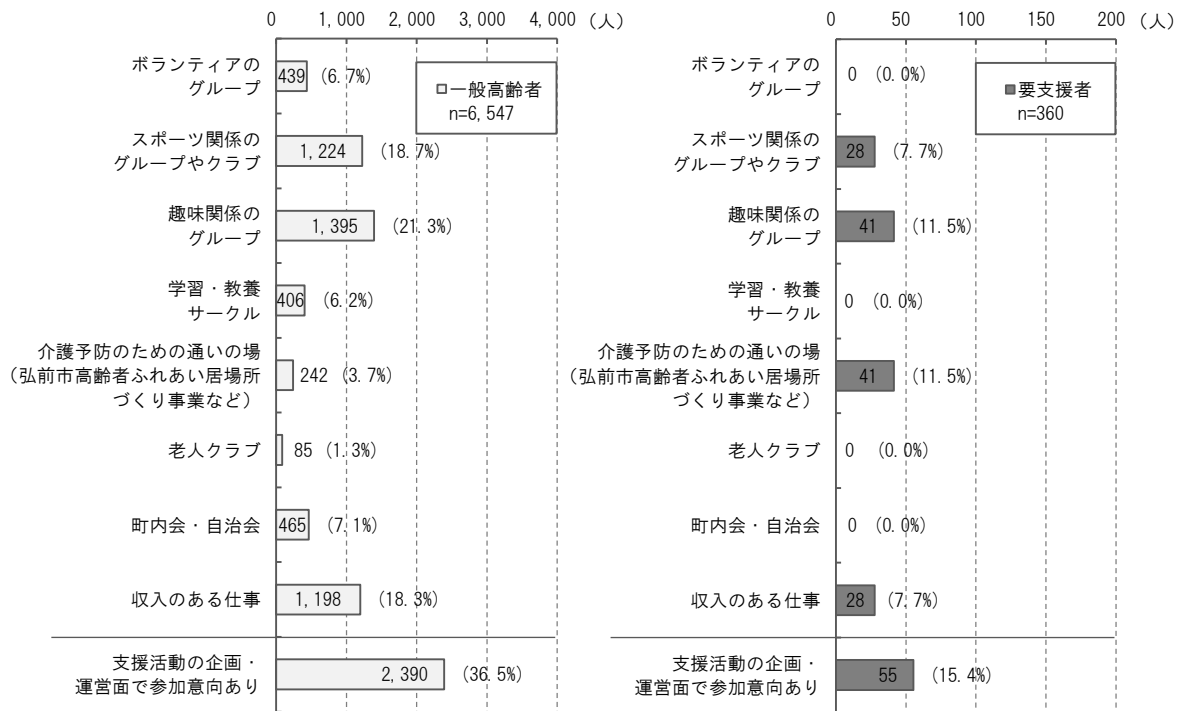 0 1,000 2,000 3,000 4,000 （人）
□一般高齢者
n=6,547
ボランティアの
グループ
439 （6.7%）
スポーツ関係の
グループやクラブ
1,224 （18.7%）
趣味関係の
グループ
1,395 （21.3%）
学習・教養
サークル
406 （6.2%）
介護予防のための通いの場
（弘前市高齢者ふれあい居場所
づくり事業など）
242 （3.7%）
老人クラブ
85 （1.3%）
町内会・自治会
465 （7.1%）
収入のある仕事
1,198 （18.3%）
支援活動の企画・
運営面で参加意向あり
2,390 （36.5%）
0 50 100 150 200 （人）
■要支援者
n=360
ボランティアの
グループ
0 （0.0%）
スポーツ関係の
グループやクラブ
28 （7.7%）
趣味関係の
グループ
41 （11.5%）
学習・教養
サークル
0 （0.0%）
介護予防のための通いの場
（弘前市高齢者ふれあい居場所
づくり事業など）
41 （11.5%）
老人クラブ
0 （0.0%）
町内会・自治会
0 （0.0%）
収入のある仕事
28 （7.7%）
支援活動の企画・
運営面で参加意向あり
55 （15.4%）